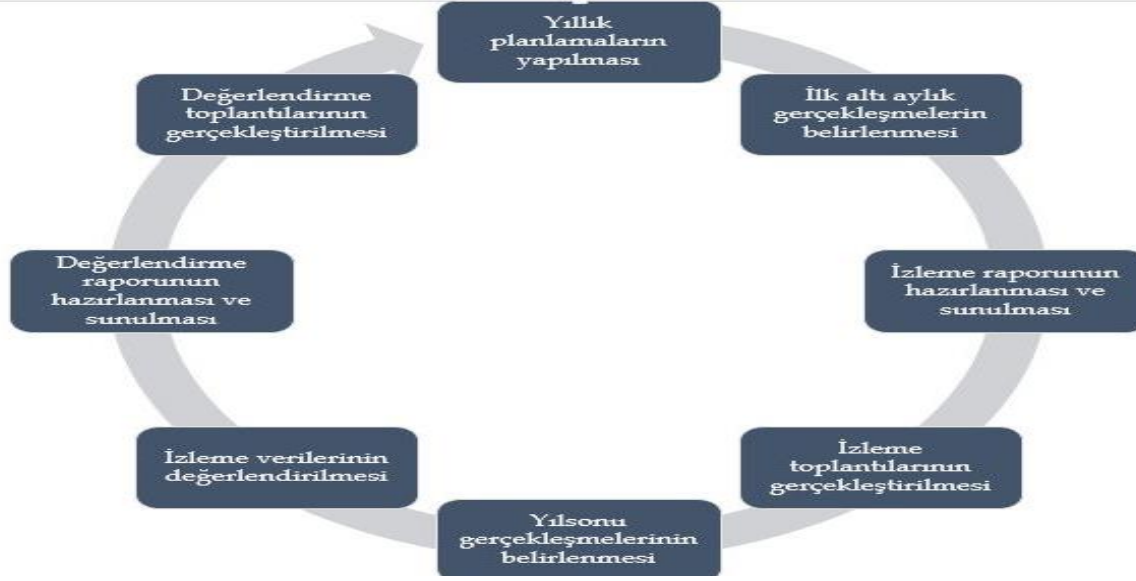 Yıllık
planlamaların
yapılması
İlk altı aylık
gerçekleşmelerin
belirlenmesi
İzleme raporunun
hazırlanması ve
sunulması
İzleme
toplantılarının
gerçekleştirilmesi
Yılsonu
gerçekleşmelerinin
belirlenmesi
İzleme verilerinin
değerlendirilmesi
Değerlendirme
raporunun
hazırlanması ve
sunulması
Değerlendirme
toplantılarının
gerçekleştirilmesi